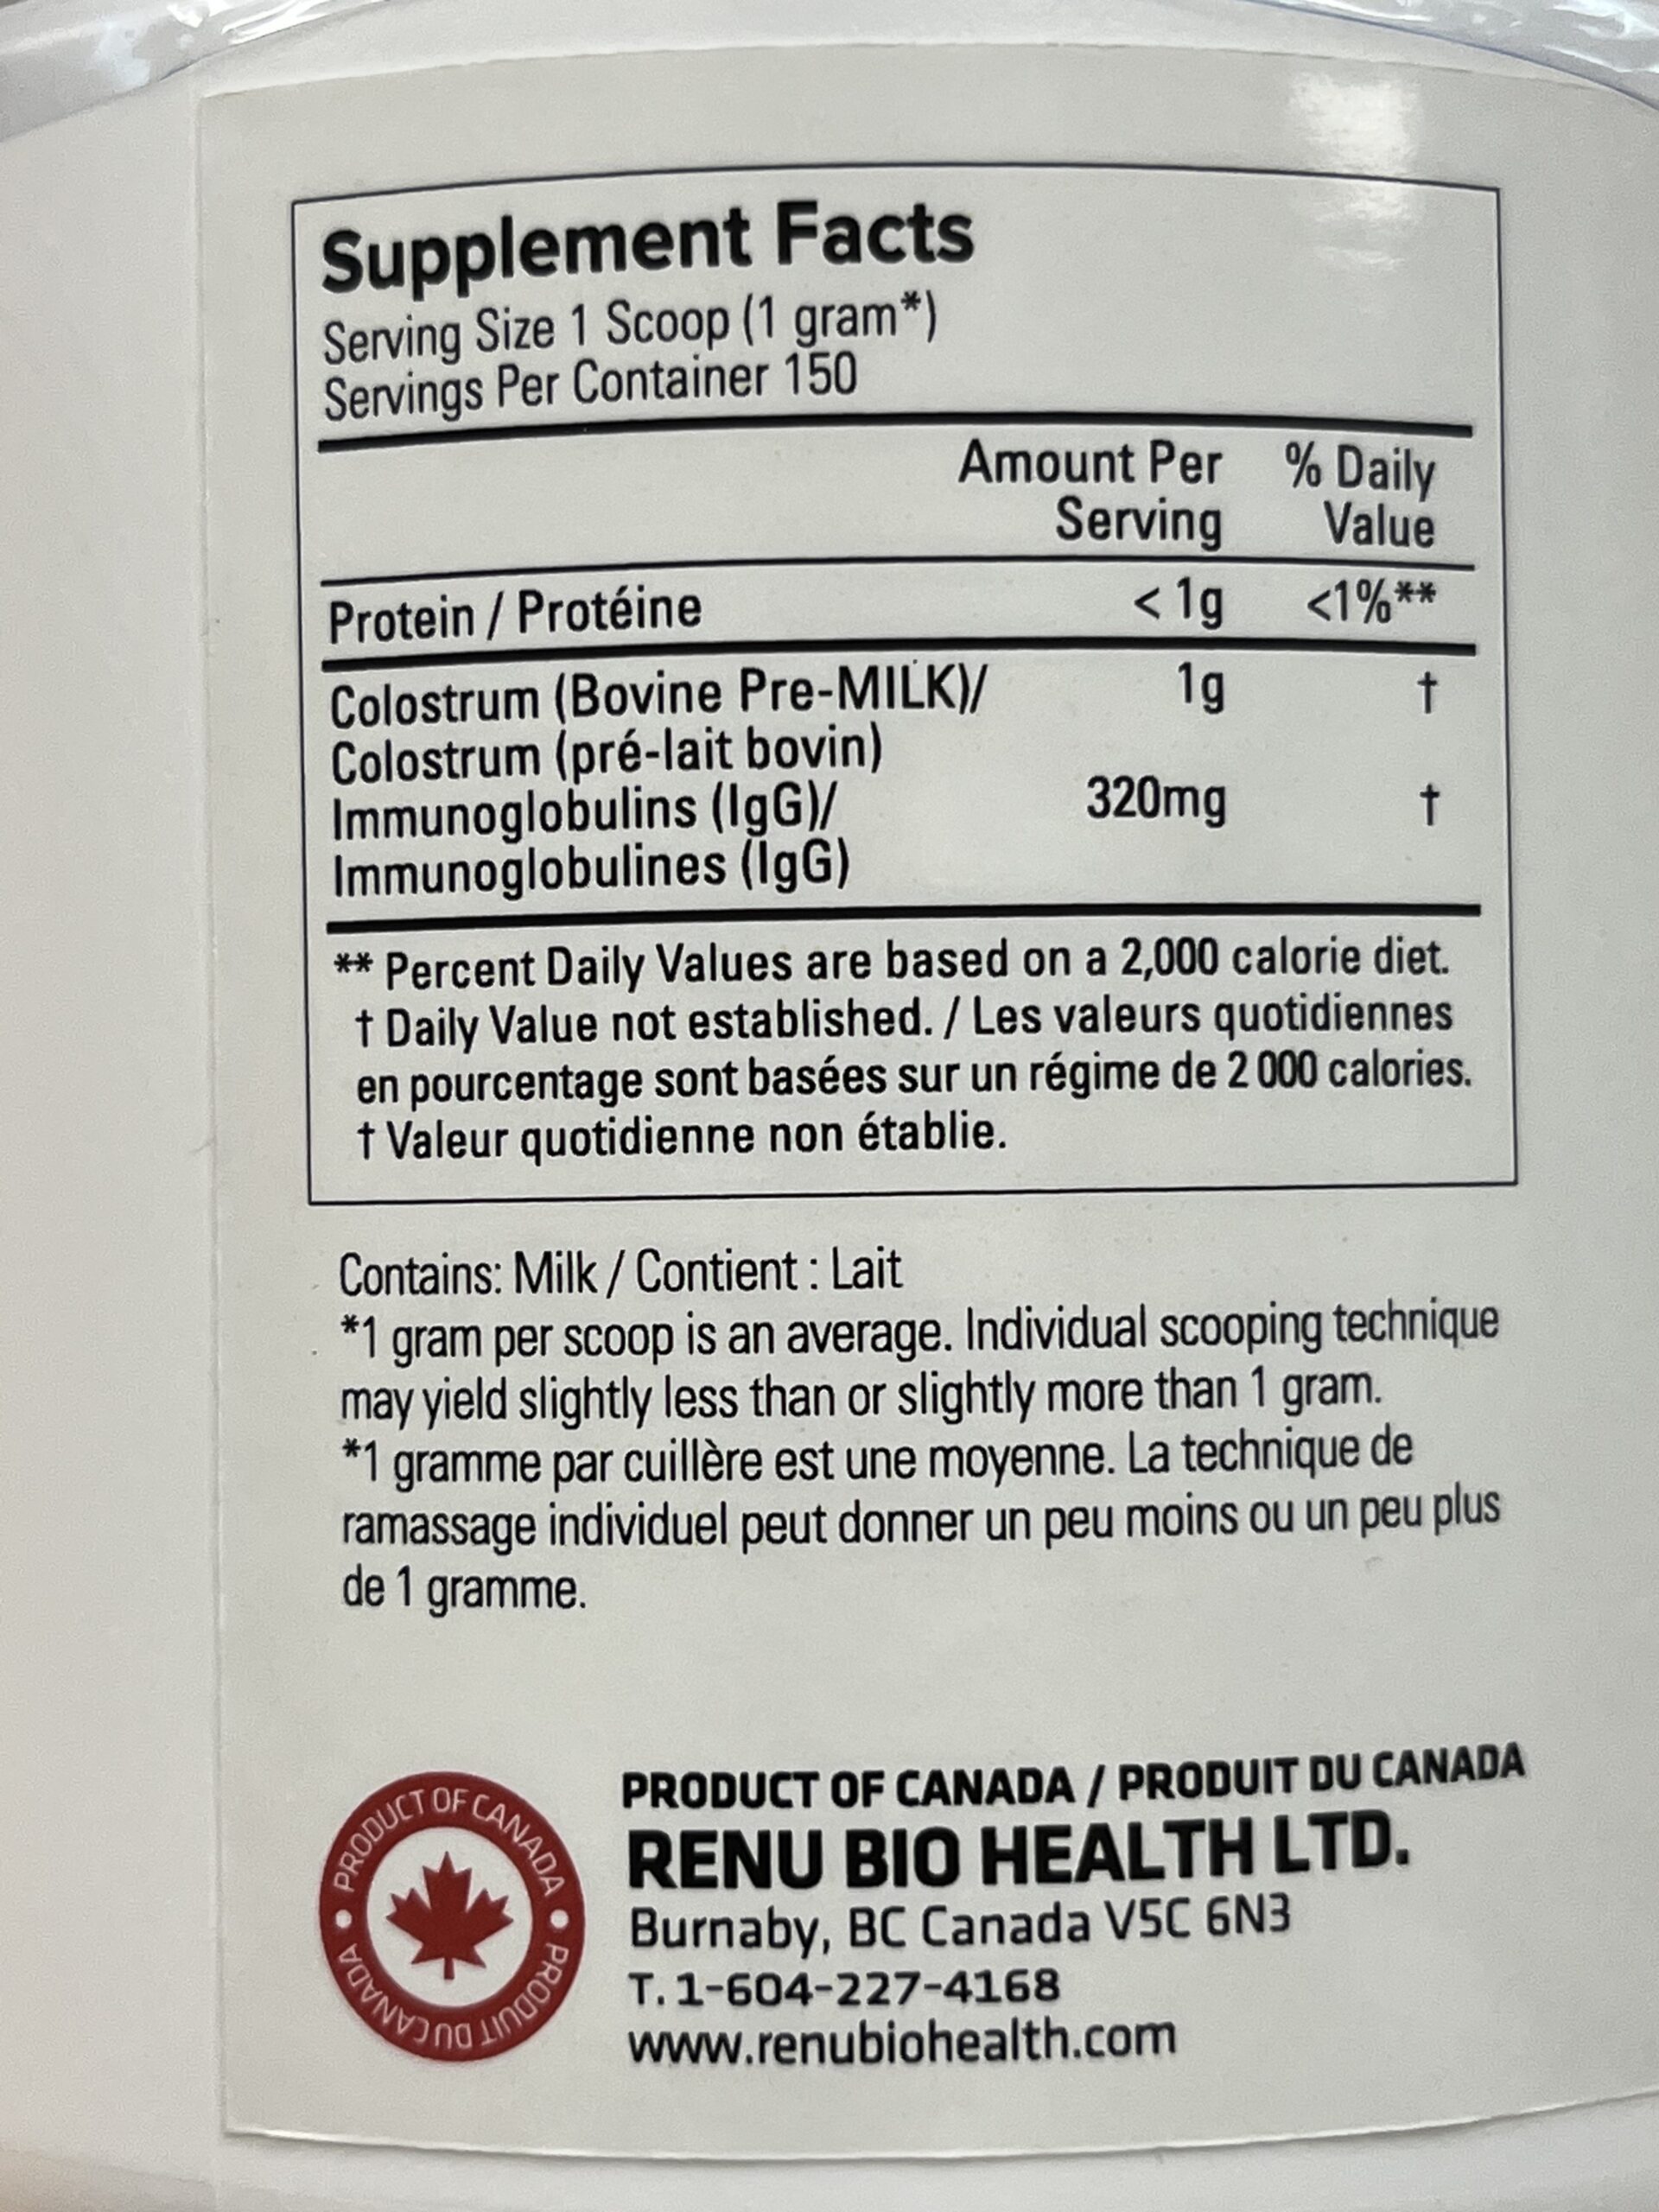 Supplement Facts
Serving Size 1 Scoop (1 gram*)
Servings Per Container 150
Amount Per Serving % Daily Value
Protein / Protéine < 1g <1%**
Colostrum (Bovine Pre-MILK)/ 1g †
Colostrum (pré-lait bovin)
Immunoglobulins (IgG)/ 320mg †
Immunoglobulines (IgG)
** Percent Daily Values are based on a 2,000 calorie diet.
† Daily Value not established. / Les valeurs quotidiennes
en pourcentage sont basées sur un régime de 2 000 calories.
† Valeur quotidienne non établie.
Contains: Milk / Contient : Lait
*1 gram per scoop is an average. Individual scooping technique
may yield slightly less than or slightly more than 1 gram.
*1 gramme par cuillère est une moyenne. La technique de
ramassage individuel peut donner un peu moins ou un peu plus
de 1 gramme.
PRODUCT OF CANADA • PRODUIT DU CANADA •
PRODUCT OF CANADA / PRODUIT DU CANADA
RENU BIO HEALTH LTD.
Burnaby, BC Canada V5C 6N3
T. 1-604-227-4168
www.renubiohealth.com